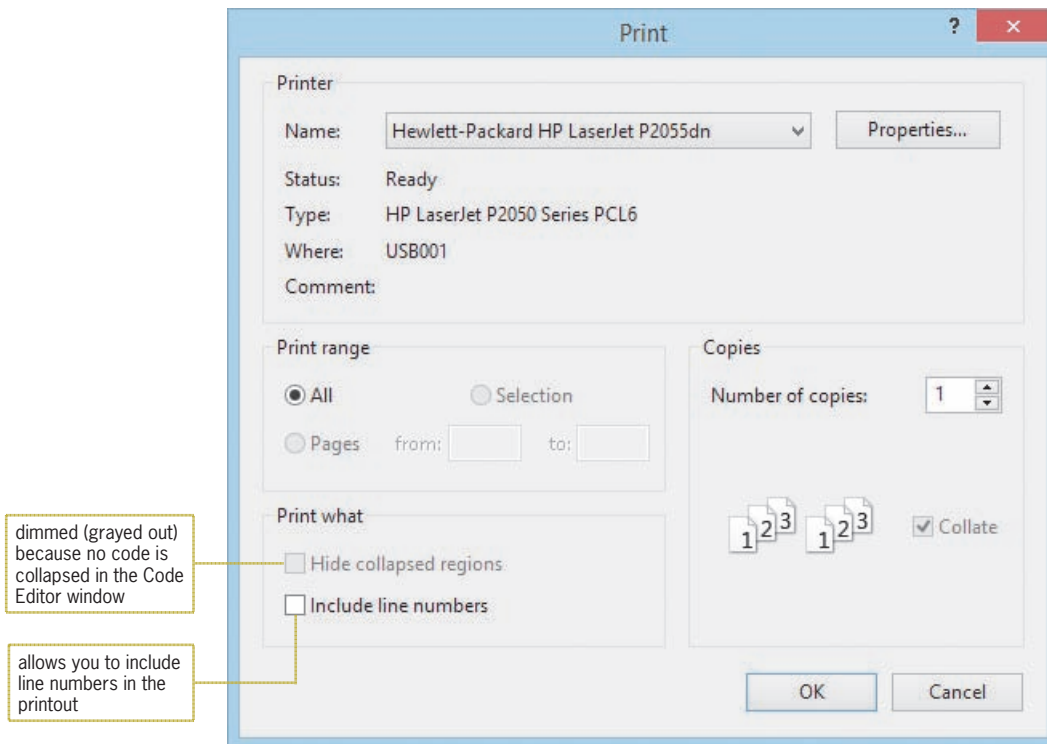 Print
?
Printer
Name: Hewlett-Packard HP LaserJet P2055dn Properties...
Status: Ready
Type: HP LaserJet P2050 Series PCL6
Where: USB001
Comment:
Print range
All Selection
Pages from: to:
Copies
Number of copies: 1
1 2 3 1 2 3 Collate
Print what
Hide collapsed regions
Include line numbers
OK Cancel
dimmed (grayed out)
because no code is
collapsed in the Code
Editor window
allows you to include
line numbers in the
printout